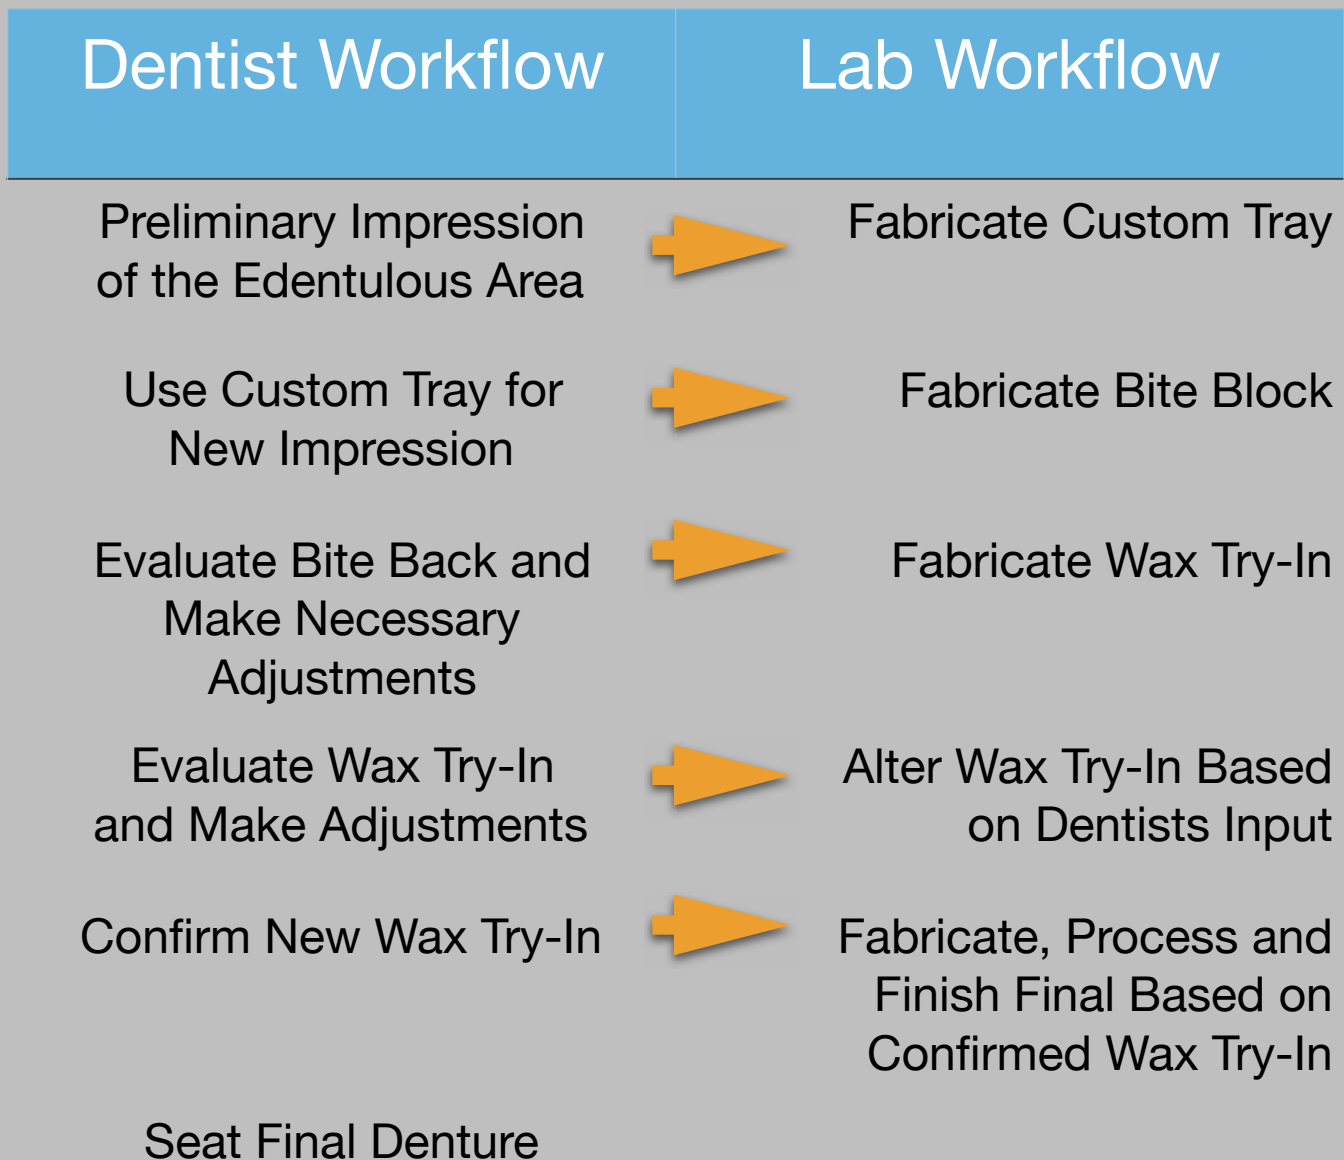 Dentist Workflow
Lab Workflow
Preliminary Impression
of the Edentulous Area
Fabricate Custom Tray
Use Custom Tray for
New Impression
Fabricate Bite Block
Evaluate Bite Back and
Make Necessary
Adjustments
Fabricate Wax Try-In
Evaluate Wax Try-In
and Make Adjustments
Alter Wax Try-In Based
on Dentists Input
Confirm New Wax Try-In
Fabricate, Process and
Finish Final Based on
Confirmed Wax Try-In
Seat Final Denture